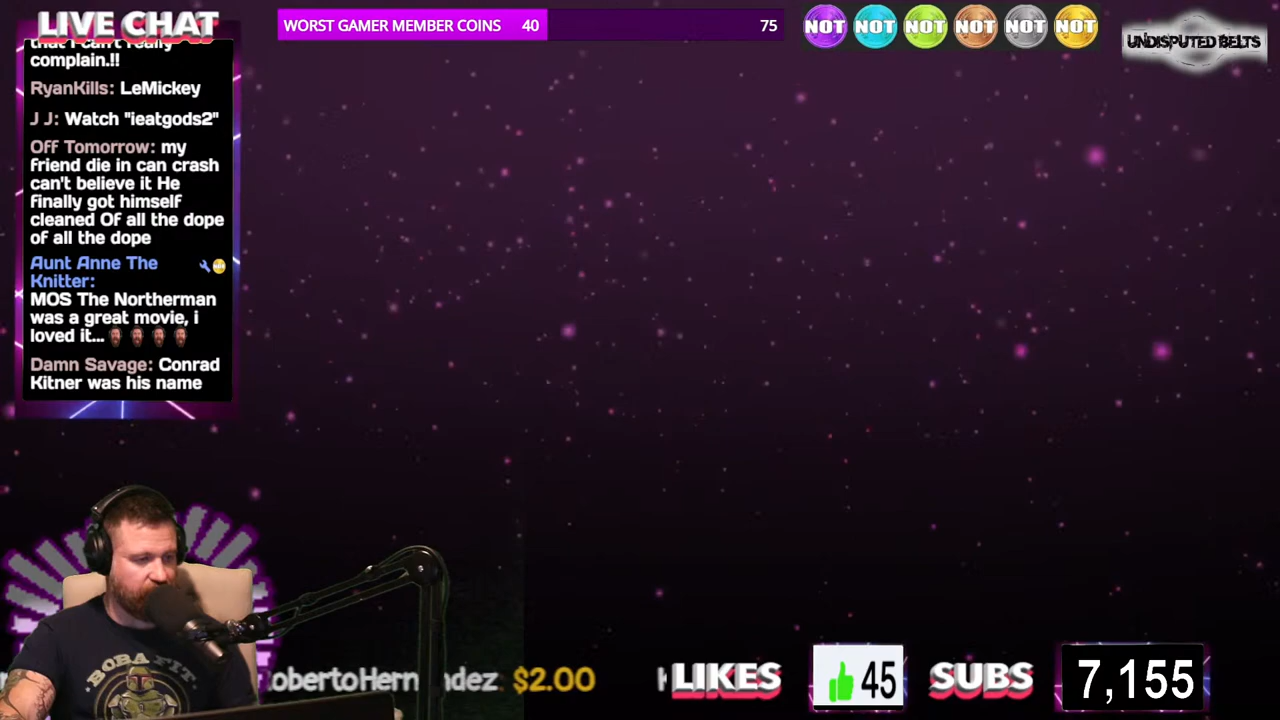 LIVE CHAT
that I can't really
complain.!!
RyanKills: LeMickey
J J: Watch "ieatgods2"
Off Tomorrow: my
friend die in can crash
can't believe it He
finally got himself
cleaned Of all the dope
of all the dope
Aunt Anne The
Knitter:
MOS The Northerman
was a great movie, i
loved it...
Damn Savage: Conrad
Kitner was his name
WORST GAMER MEMBER COINS 40 75
NOT NOT NOT NOT NOT NOT
UNDISPUTED BELTS
BOBA FIT
$2.00
LIKES 45
SUBS 7,155